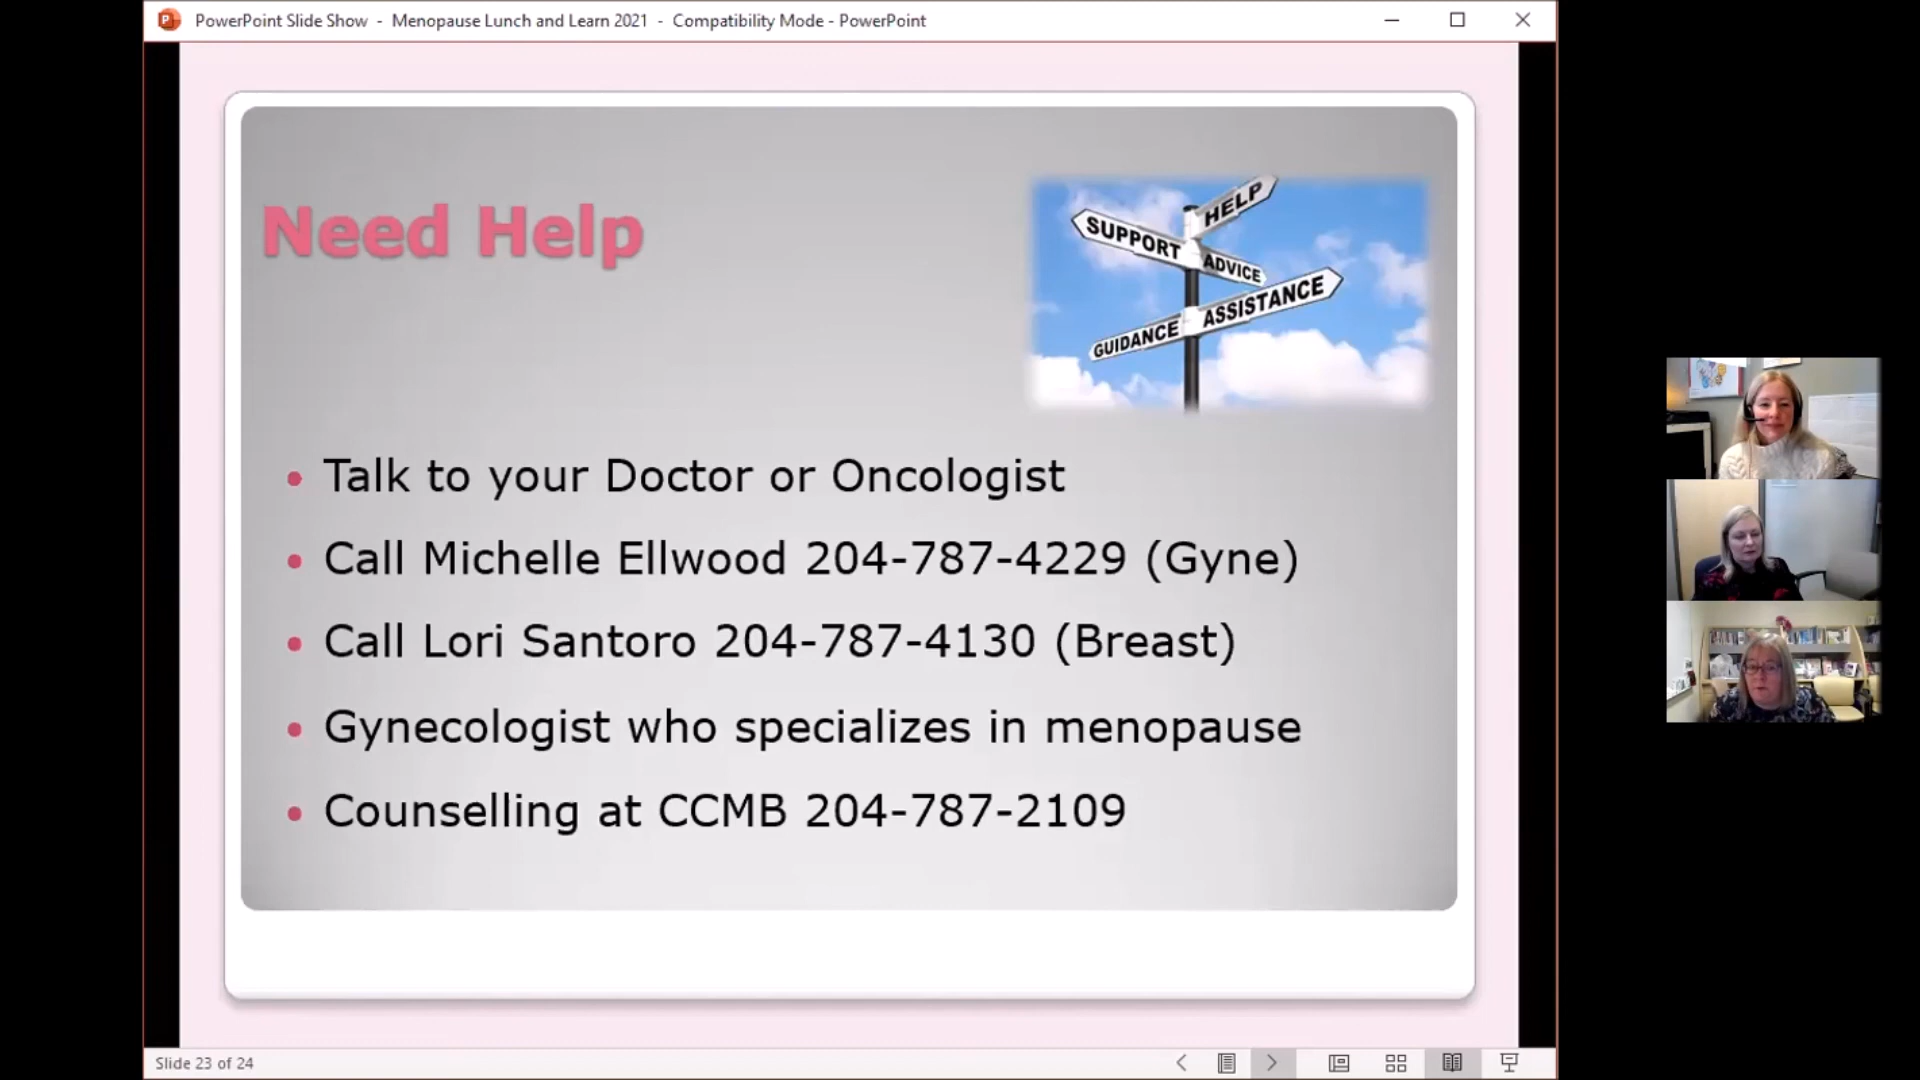 PowerPoint Slide Show - Menopause Lunch and Learn 2021 - Compatibility Mode - PowerPoint
Need Help
HELP
SUPPORT
ADVICE
ASSISTANCE
GUIDANCE
• Talk to your Doctor or Oncologist
• Call Michelle Ellwood 204-787-4229 (Gyne)
• Call Lori Santoro 204-787-4130 (Breast)
• Gynecologist who specializes in menopause
• Counselling at CCMB 204-787-2109
Slide 23 of 24